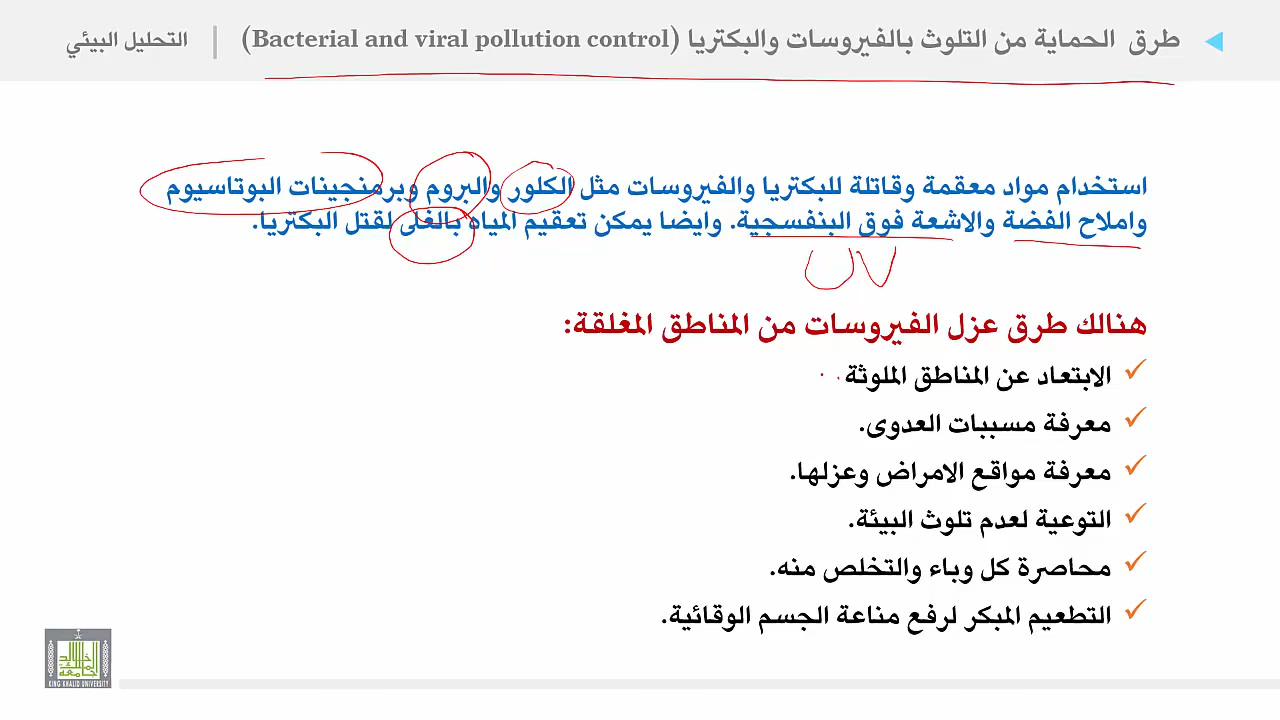 طرق الحماية من التلوث بالفيروسات والبكتريا (Bacterial and viral pollution control) | التحليل البيئي
استخدام مواد معقمة وقاتلة للبكتريا والفيروسات مثل الكلور والبروم وبرمنجينات البوتاسيوم
واملاح الفضة والاشعة فوق البنفسجية. وايضا يمكن تعقيم المياه بالغلى لقتل البكتريا.
UV
هنالك طرق عزل الفيروسات من المناطق المغلقة:
✓ الابتعاد عن المناطق الملوثة
✓ معرفة مسببات العدوى.
✓ معرفة مواقع الامراض وعزلها.
✓ التوعية لعدم تلوث البيئة.
✓ محاصرة كل وباء والتخلص منه.
✓ التطعيم المبكر لرفع مناعة الجسم الوقائية.
جامعة الملك خالد
KING KHALID UNIVERSITY